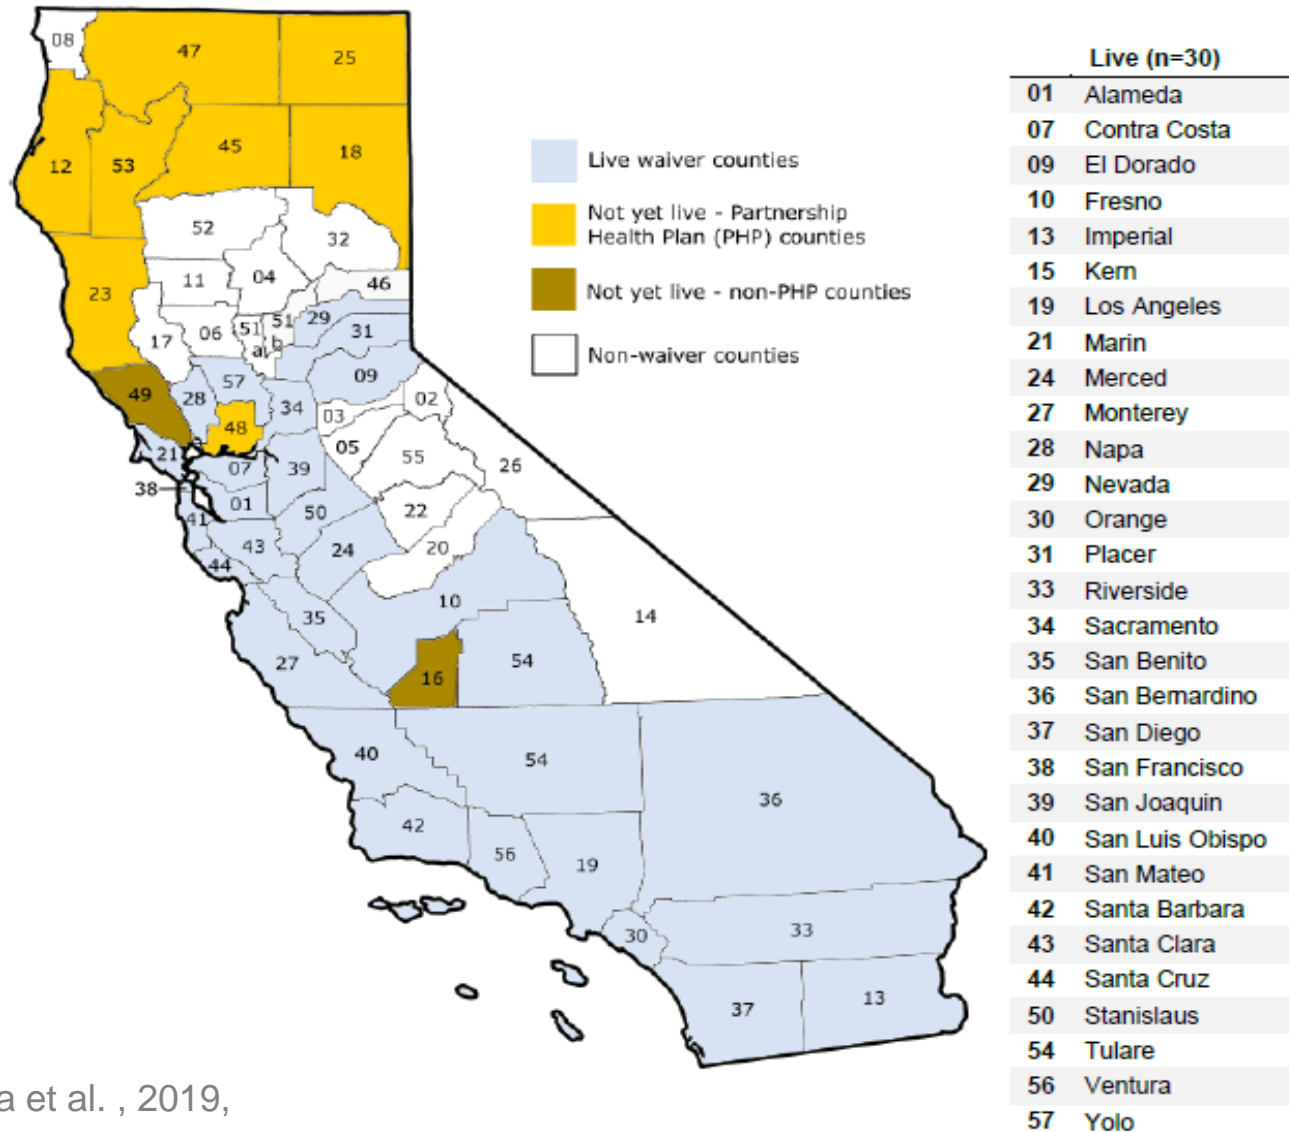 08
47
25
12
53
45
18
52
32
23
11
04
46
17
06
51
a
51
b
29
31
09
49
28
57
34
48
03
02
05
55
26
21
07
39
38
01
50
22
41
43
24
20
44
10
35
14
27
16
54
40
54
36
42
56
19
30
33
37
13
Live waiver counties
Not yet live - Partnership
Health Plan (PHP) counties
Not yet live - non-PHP counties
Non-waiver counties
Live (n=30)
01 Alameda
07 Contra Costa
09 El Dorado
10 Fresno
13 Imperial
15 Kern
19 Los Angeles
21 Marin
24 Merced
27 Monterey
28 Napa
29 Nevada
30 Orange
31 Placer
33 Riverside
34 Sacramento
35 San Benito
36 San Bernardino
37 San Diego
38 San Francisco
39 San Joaquin
40 San Luis Obispo
41 San Mateo
42 Santa Barbara
43 Santa Clara
44 Santa Cruz
50 Stanislaus
54 Tulare
56 Ventura
57 Yolo
a et al. , 2019,